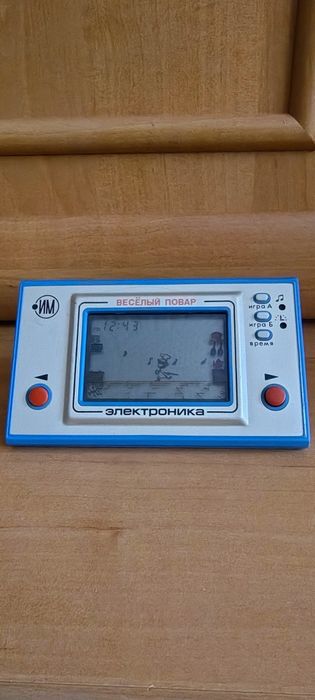 ИМ
ВЕСЁЛЫЙ ПОВАР
12:43
игра А
игра Б
время
электроника